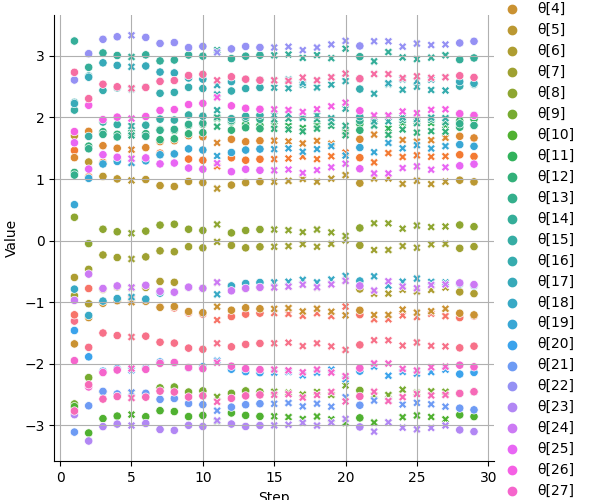 3
2
1
0
−1
−2
−3
Value
0
5
10
15
20
25
30
Step
θ[4]
θ[5]
θ[6]
θ[7]
θ[8]
θ[9]
θ[10]
θ[11]
θ[12]
θ[13]
θ[14]
θ[15]
θ[16]
θ[17]
θ[18]
θ[19]
θ[20]
θ[21]
θ[22]
θ[23]
θ[24]
θ[25]
θ[26]
θ[27]